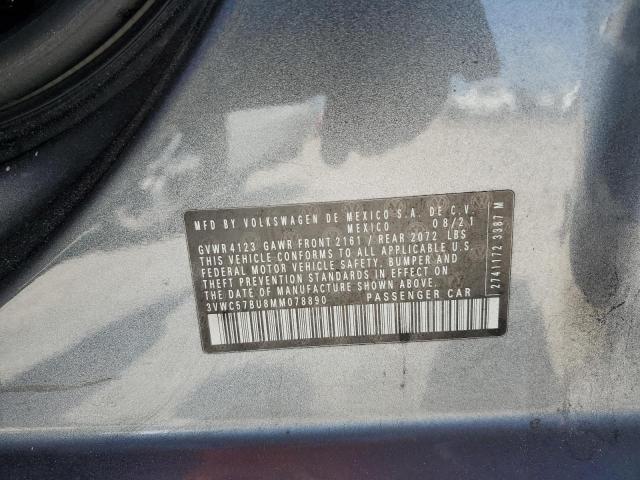 MFD BY VOLKSWAGEN DE MEXICO S.A. DE C.V.
MEXICO 08/21
GVWR 4123 GAWR FRONT 2161 / REAR 2072 LBS
THIS VEHICLE CONFORMS TO ALL APPLICABLE U.S.
FEDERAL MOTOR VEHICLE SAFETY, BUMPER AND
THEFT PREVENTION STANDARDS IN EFFECT ON
THE DATE OF MANUFACTURE SHOWN ABOVE.
3VWC57BU8MM078890 PASSENGER CAR
2741172 3387 M